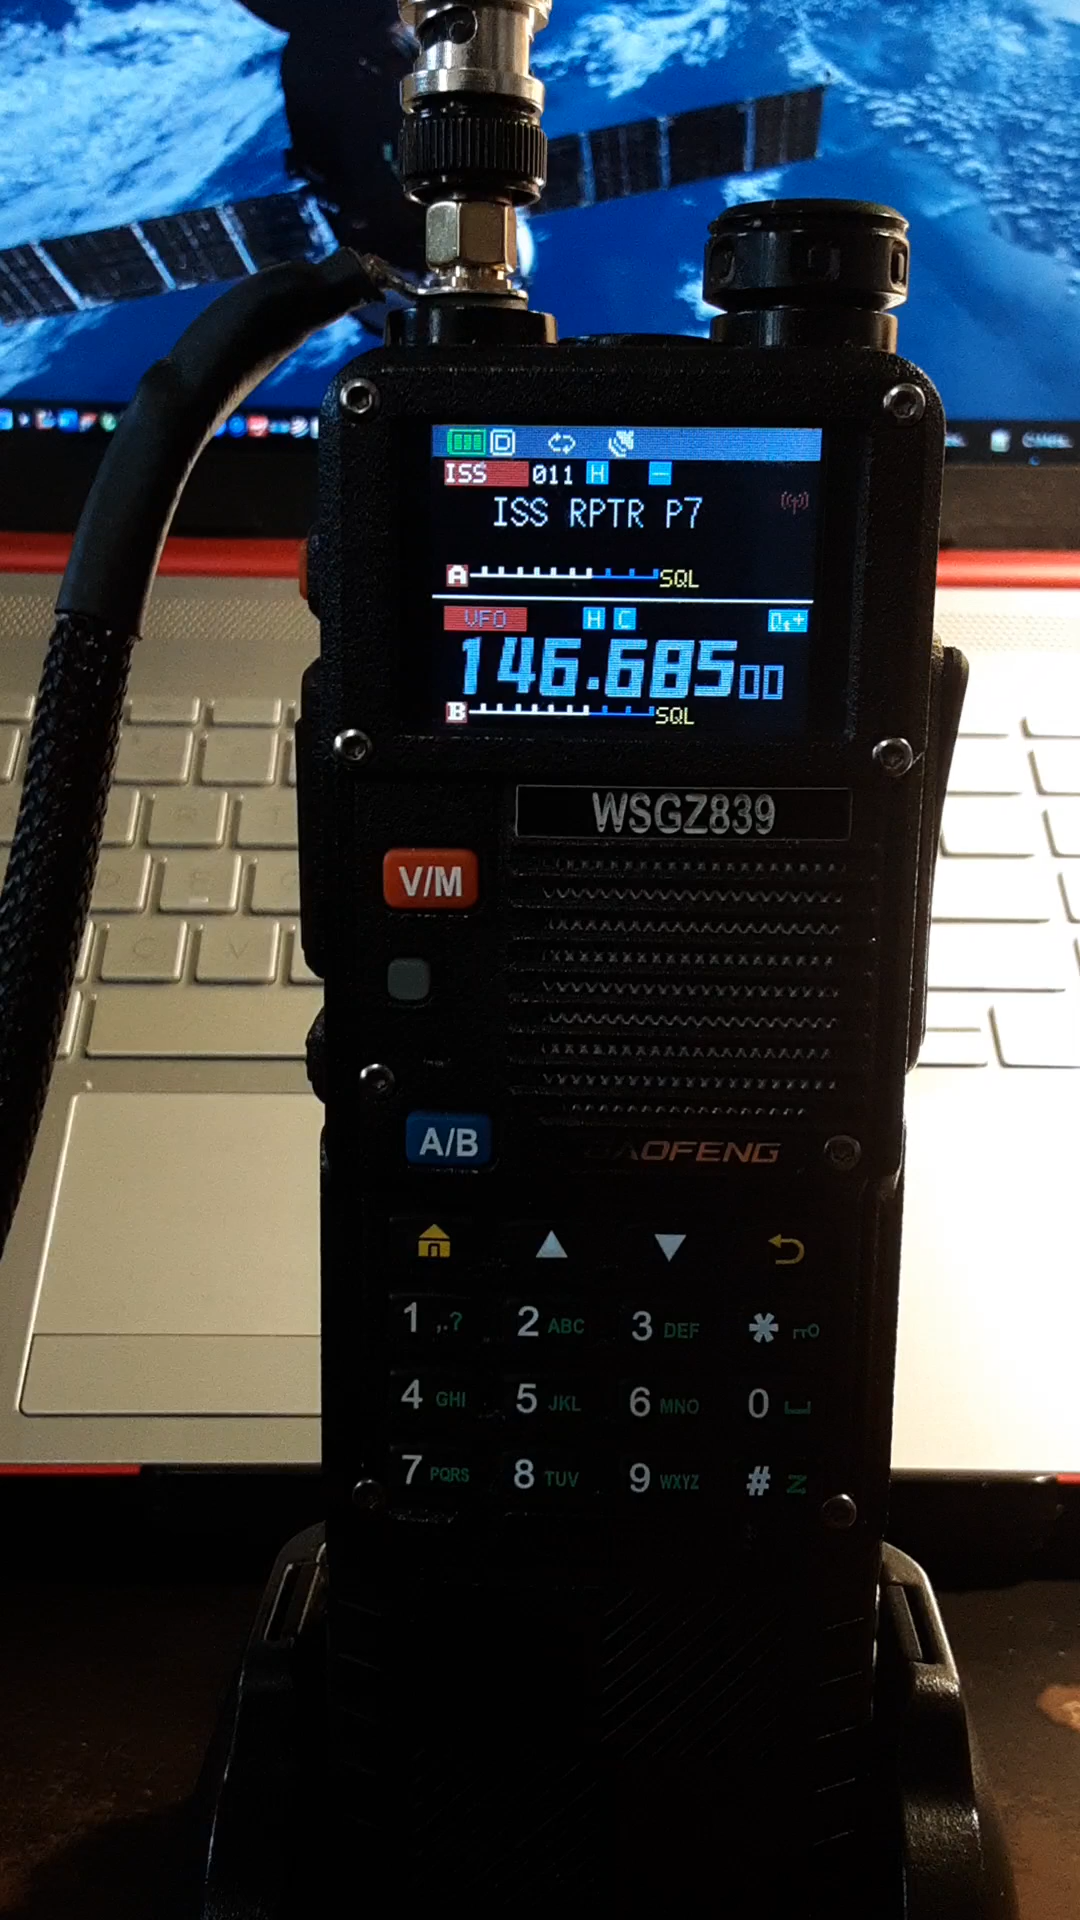 D
ISS 011 H
ISS RPTR P7
A SQL
VFO H C
146.68500
B SQL
WSGZ839
V/M
A/B
BAOFENG
1 ,.? 2 ABC 3 DEF *
4 GHI 5 JKL 6 MNO 0
7 PQRS 8 TUV 9 WXYZ #
C V